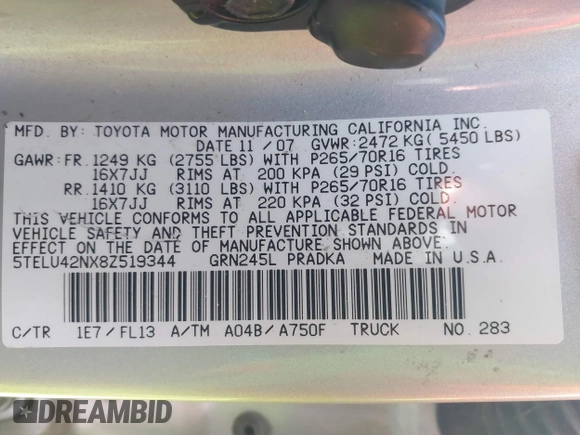 MFD. BY: TOYOTA MOTOR MANUFACTURING CALIFORNIA INC.
DATE 11 / 07 GVWR: 2472 KG( 5450 LBS)
GAWR: FR. 1249 KG (2755 LBS) WITH P265/70R16 TIRES
16X7JJ RIMS AT 200 KPA (29 PSI) COLD.
RR. 1410 KG (3110 LBS) WITH P265/70R16 TIRES
16X7JJ RIMS AT 220 KPA (32 PSI) COLD.
THIS VEHICLE CONFORMS TO ALL APPLICABLE FEDERAL MOTOR
VEHICLE SAFETY AND THEFT PREVENTION STANDARDS IN
EFFECT ON THE DATE OF MANUFACTURE SHOWN ABOVE.
5TELU42NX8Z519344 GRN245L PRADKA MADE IN U.S.A.
C/TR 1E7 / FL13 A/TM A04B / A750F TRUCK NO. 283
DREAMBID